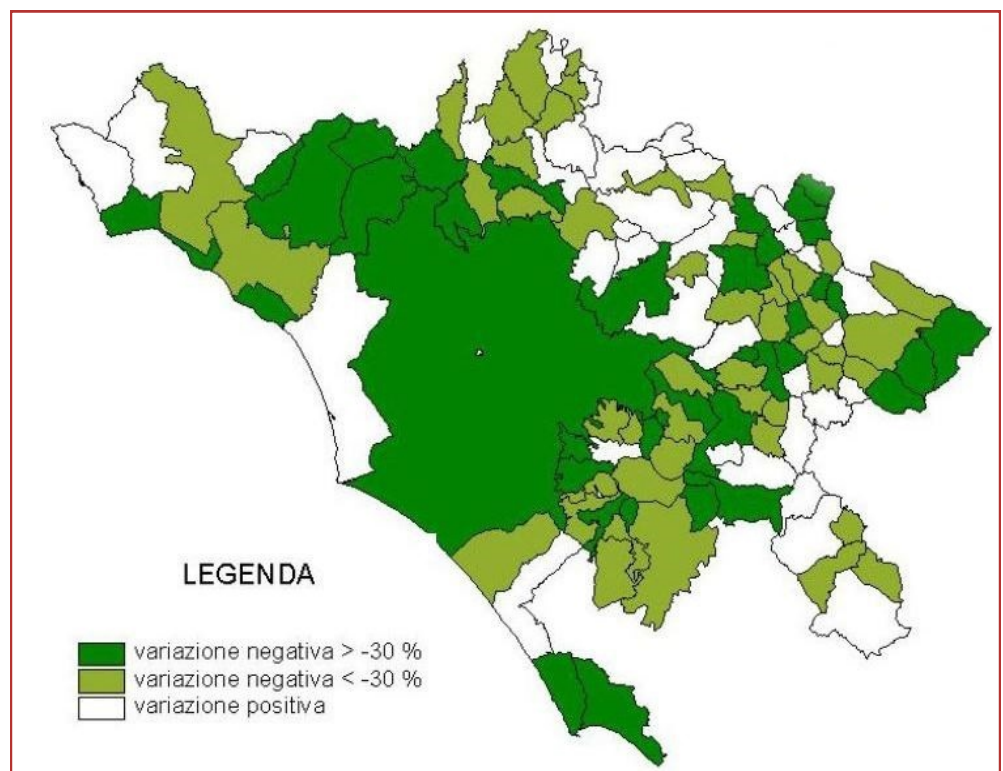 LEGENDA
variazione negativa > -30 %
variazione negativa < -30 %
variazione positiva